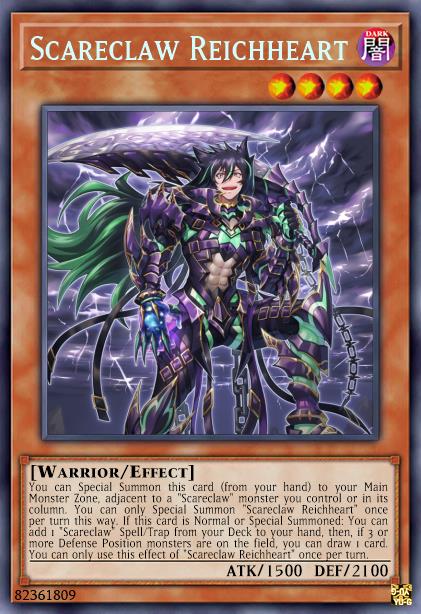 Scareclaw Reichheart
DARK
闇
[Warrior/Effect]
You can Special Summon this card (from your hand) to your Main
Monster Zone, adjacent to a "Scareclaw" monster you control or in its
column. You can only Special Summon "Scareclaw Reichheart" once
per turn this way. If this card is Normal or Special Summoned: You can
add 1 "Scareclaw" Spell/Trap from your Deck to your hand, then, if 3 or
more Defense Position monsters are on the field, you can draw 1 card.
You can only use this effect of "Scareclaw Reichheart" once per turn.
ATK/1500 DEF/2100
82361809